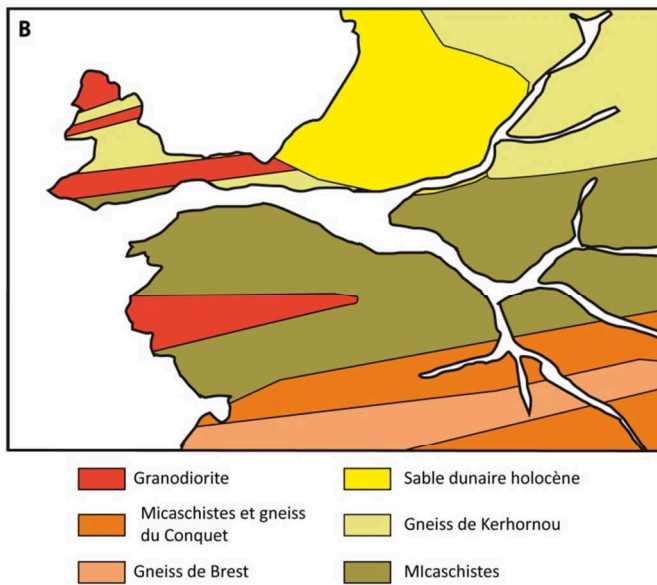 B
Granodiorite
Micaschistes et gneiss
du Conquet
Gneiss de Brest
Sable dunaire holocène
Gneiss de Kerhornou
MIcaschistes